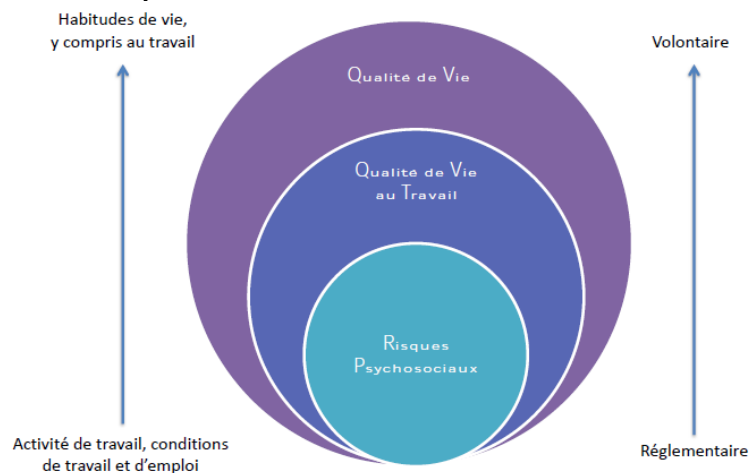 Habitudes de vie,
y compris au travail
Volontaire
Qualité de Vie
Qualité de Vie
au Travail
Risques
Psychosociaux
Activité de travail, conditions
de travail et d'emploi
Réglementaire